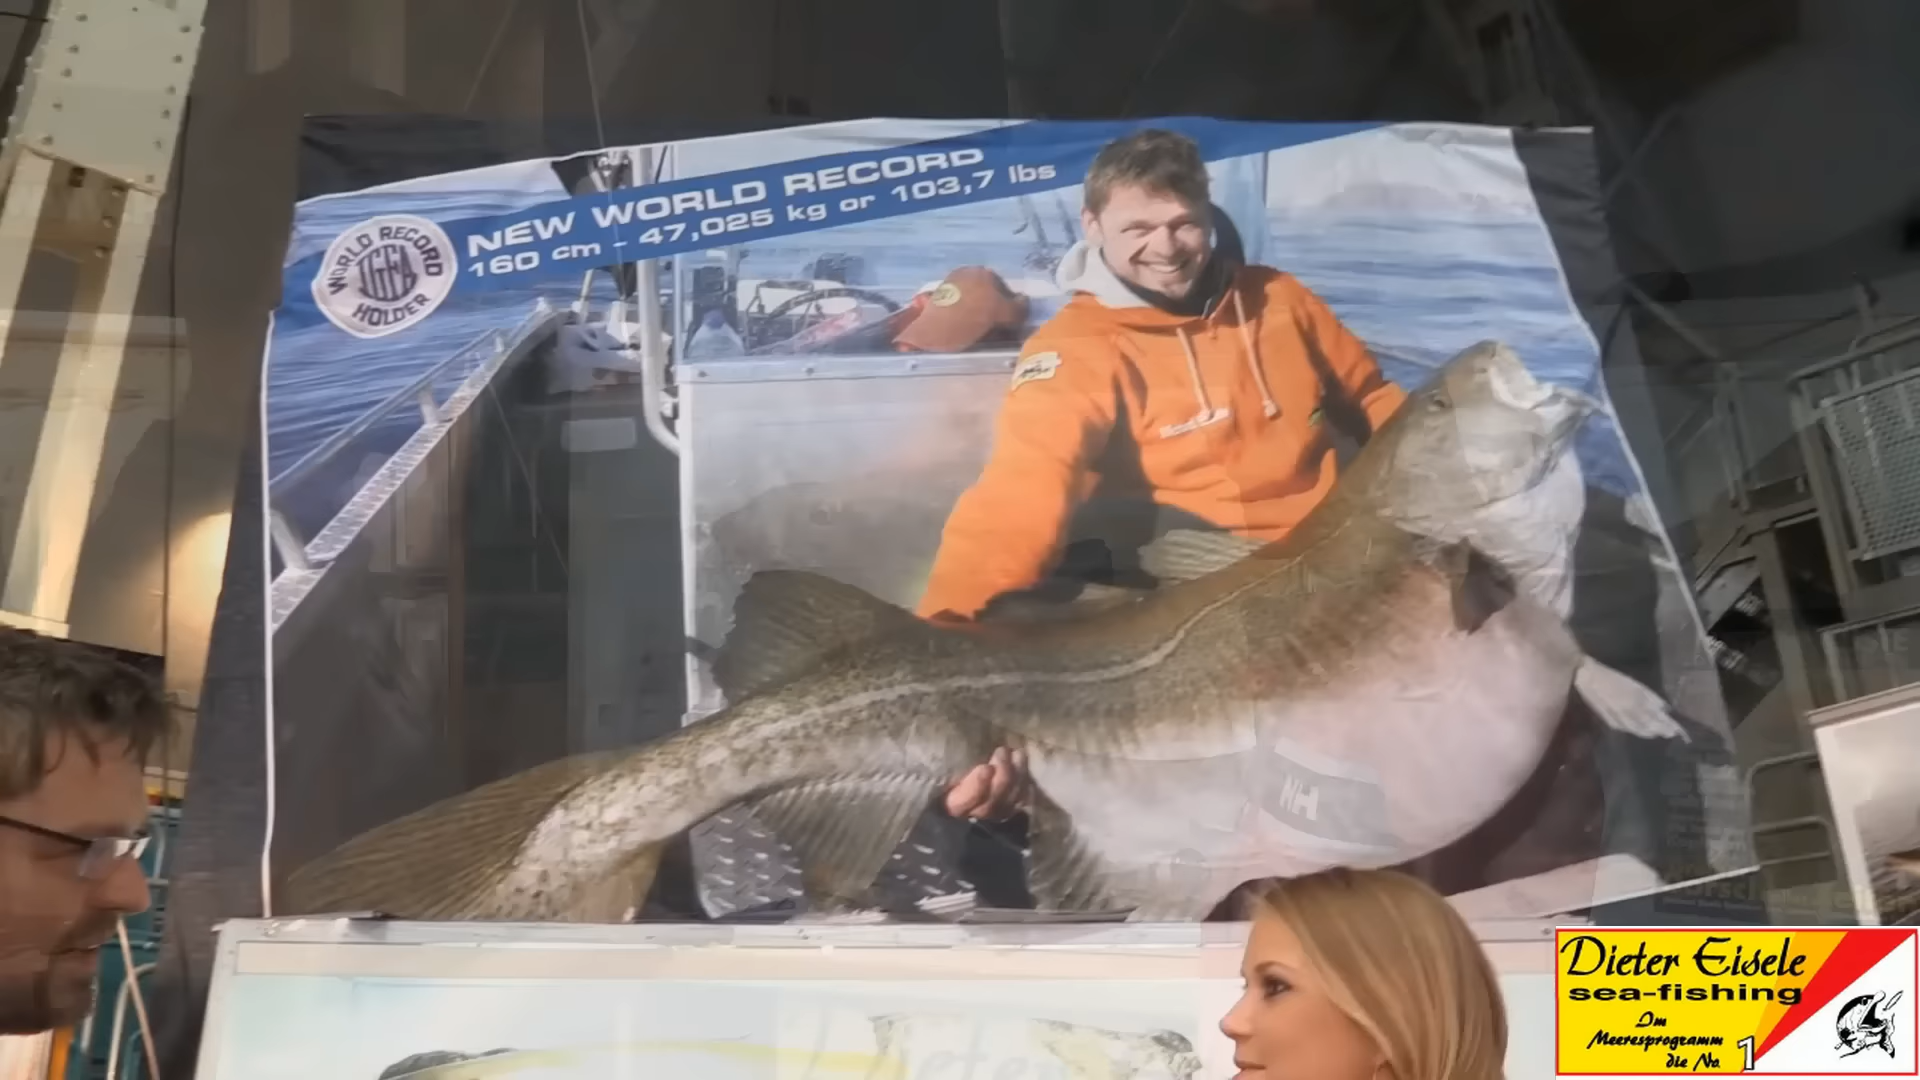 NEW WORLD RECORD
160 cm - 47,025 kg or 103,7 lbs
WORLD RECORD
IGFA
HOLDER
HH
Dieter Eisele
sea-fishing
Im
Meeresprogramm
die No. 1